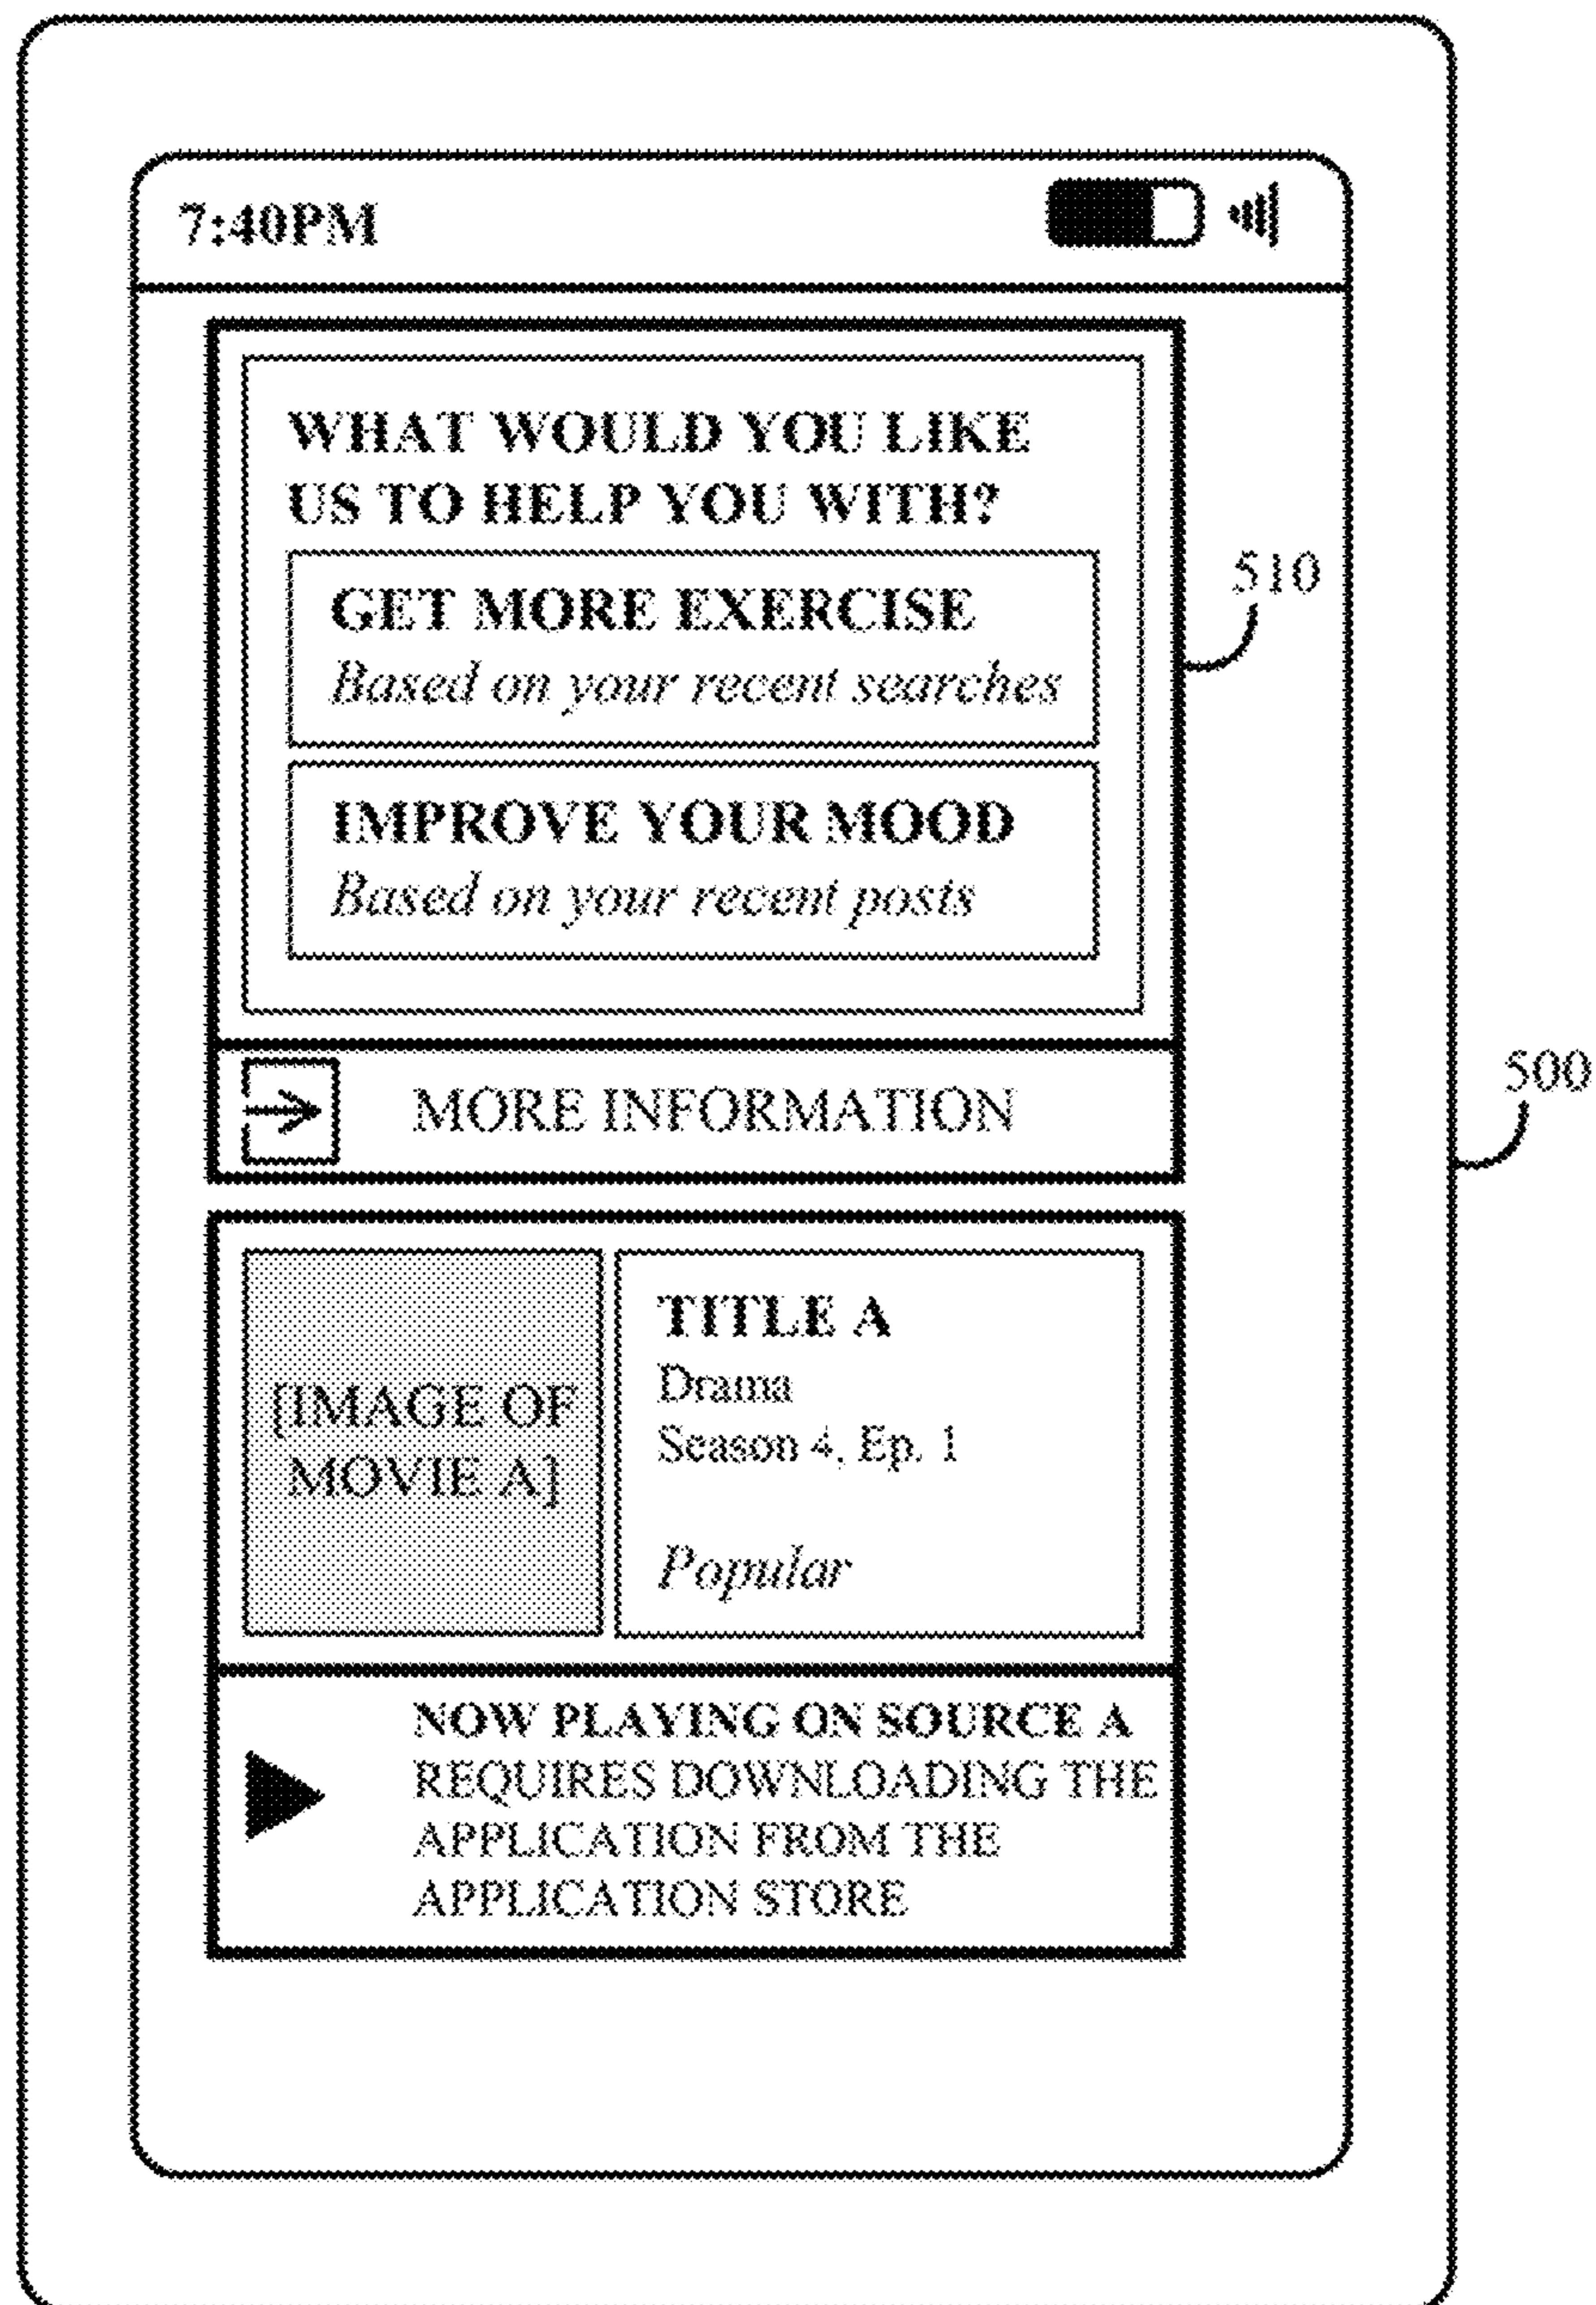 7:40PM
WHAT WOULD YOU LIKE
US TO HELP YOU WITH?
GET MORE EXERCISE
Based on your recent searches
IMPROVE YOUR MOOD
Based on your recent posts
510
MORE INFORMATION
500
[IMAGE OF
MOVIE A]
TITLE A
Drama
Season 4, Ep. 1
Popular
NOW PLAYING ON SOURCE A
REQUIRES DOWNLOADING THE
APPLICATION FROM THE
APPLICATION STORE